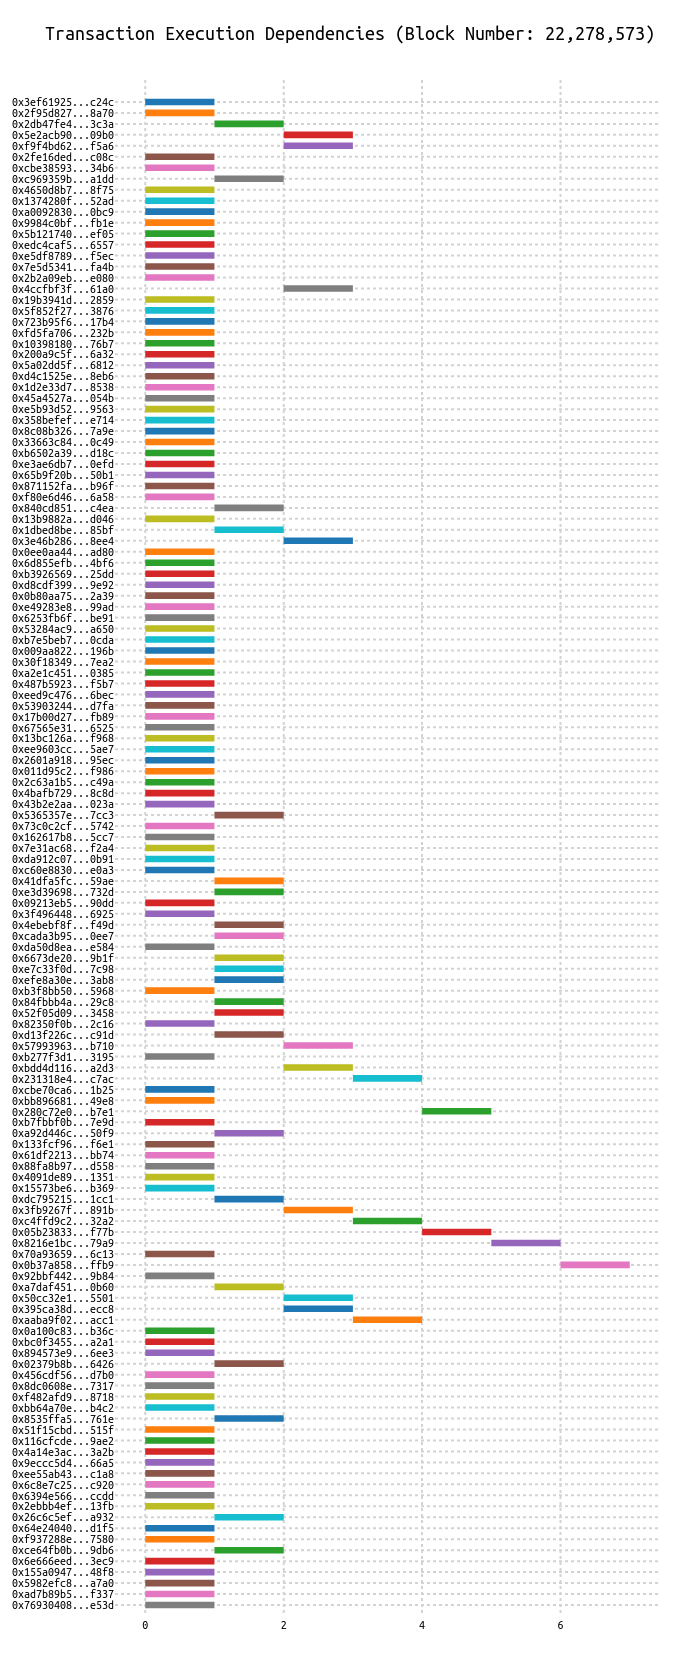 Transaction Execution Dependencies (Block Number: 22,278,573)
0x3ef61925...c24c
0x2f95d827...8a70
0x2db47fe4...3c3a
0x5e2acb90...09b0
0xf9f4bd62...f5a6
0x2fe16ded...c08c
0xcbe38593...34b6
0xc969359b...a1dd
0x4650d8b7...8f75
0x1374280f...52ad
0xa0092830...0bc9
0x9984c0bf...fb1e
0x5b121740...ef05
0xedc4caf5...6557
0xe5df8789...f5ec
0x7e5d5341...fa4b
0x2b2a09eb...e080
0x4ccfbf3f...61a0
0x19b3941d...2859
0x5f852f27...3876
0x723b95f6...17b4
0xfd5fa706...232b
0x10398180...76b7
0x200a9c5f...6a32
0x5a02dd5f...6812
0xd4c1525e...8eb6
0x1d2e33d7...8538
0x45a4527a...054b
0xe5b93d52...9563
0x358befef...e714
0x8c08b326...7a9e
0x33663c84...0c49
0xb6502a39...d18c
0xe3ae6db7...0efd
0x65b9f20b...50b1
0x871152fa...b96f
0xf80e6d46...6a58
0x840cd851...c4ea
0x13b9882a...d046
0x1dbed8be...85bf
0x3e46b286...8ee4
0x0ee0aa44...ad80
0x6d855efb...4bf6
0xb3926569...25dd
0xd8cdf399...9e92
0x0b80aa75...2a39
0xe49283e8...99ad
0x6253fb6f...be91
0x53284ac9...a650
0xb7e5beb7...0cda
0x009aa822...196b
0x30f18349...7ea2
0xa2e1c451...0385
0x487b5923...f5b7
0xeed9c476...6bec
0x53903244...d7fa
0x17b00d27...fb89
0x67565e31...6525
0x13bc126a...f968
0xee9603cc...5ae7
0x2601a918...95ec
0x011d95c2...f986
0x2c63a1b5...c49a
0x4bafb729...8c8d
0x43b2e2aa...023a
0x5365357e...7cc3
0x73c0c2cf...5742
0x162617b8...5cc7
0x7e31ac68...f2a4
0xda912c07...0b91
0xc60e8830...e0a3
0x41dfa5fc...59ae
0xe3d39698...732d
0x09213eb5...90dd
0x3f496448...6925
0x4ebebf8f...f49d
0xcada3b95...0ee7
0xda50d8ea...e584
0x6673de20...9b1f
0xe7c33f0d...7c98
0xefe8a30e...3ab8
0xb3f8bb50...5968
0x84fbbb4a...29c8
0x52f05d09...3458
0x82350f0b...2c16
0xd13f226c...c91d
0x57993963...b710
0xb277f3d1...3195
0xbdd4d116...a2d3
0x231318e4...c7ac
0xcbe70ca6...1b25
0xbb896681...49e8
0x280c72e0...b7e1
0xb7fbbf0b...7e9d
0xa92d446c...50f9
0x133fcf96...f6e1
0x61df2213...bb74
0x88fa8b97...d558
0x4091de89...1351
0x15573be6...b369
0xdc795215...1cc1
0x3fb9267f...891b
0xc4ffd9c2...32a2
0x05b23833...f77b
0x8216e1bc...79a9
0x70a93659...6c13
0x0b37a858...ffb9
0x92bbf442...9b84
0xa7daf451...0b60
0x50cc32e1...5501
0x395ca38d...ecc8
0xaaba9f02...acc1
0x0a100c83...b36c
0xbc0f3455...a2a1
0x894573e9...6ee3
0x02379b8b...6426
0x456cdf56...d7b0
0x8dc0608e...7317
0xf482afd9...8718
0xbb64a70e...b4c2
0x8535ffa5...761e
0x51f15cbd...515f
0x116cfcde...9ae2
0x4a14e3ac...3a2b
0x9eccc5d4...66a5
0xee55ab43...c1a8
0x6c8e7c25...c920
0x6394e566...ccdd
0x2ebbb4ef...13fb
0x26c6c5ef...a932
0x64e24040...d1f5
0xf937288e...7580
0xce64fb0b...9db6
0x6e666eed...3ec9
0x155a0947...48f8
0x5982efc8...a7a0
0xad7b89b5...f337
0x76930408...e53d
0 2 4 6